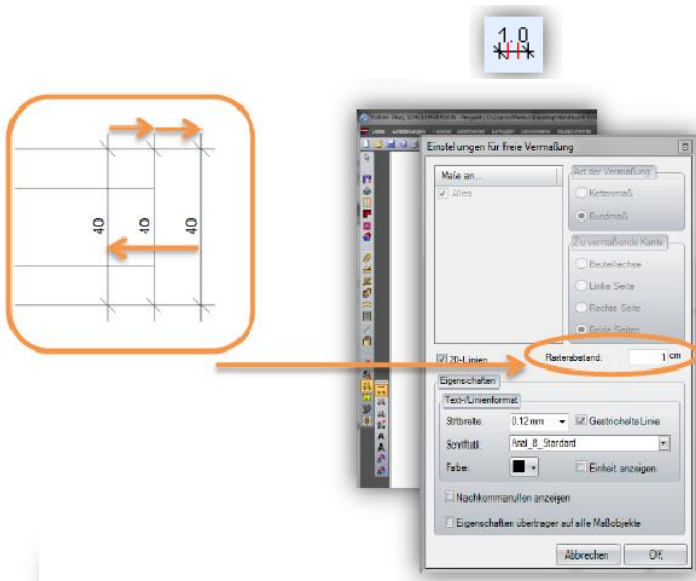 1.0
40
40
40
Einstellungen für Freie Vermaßung
Maße an...
Alles
Art der Vermaßung
Kettenmaß
Bundmaß
Zu vermaßende Kante
Bauteilachse
Linke Seite
Rechte Seite
Beide Seiten
2D-Linien
Rasterabstand:
1 cm
Eigenschaften
Text-/Linienformat
Stiftbreite:
0.12 mm
Gestrichelte Linie
Schriftstil:
Arial_8_Standard
Farbe:
Einheit anzeigen
Nachkommanullen anzeigen
Eigenschaften übertragen auf alle Maßobjekte
Abbrechen
OK